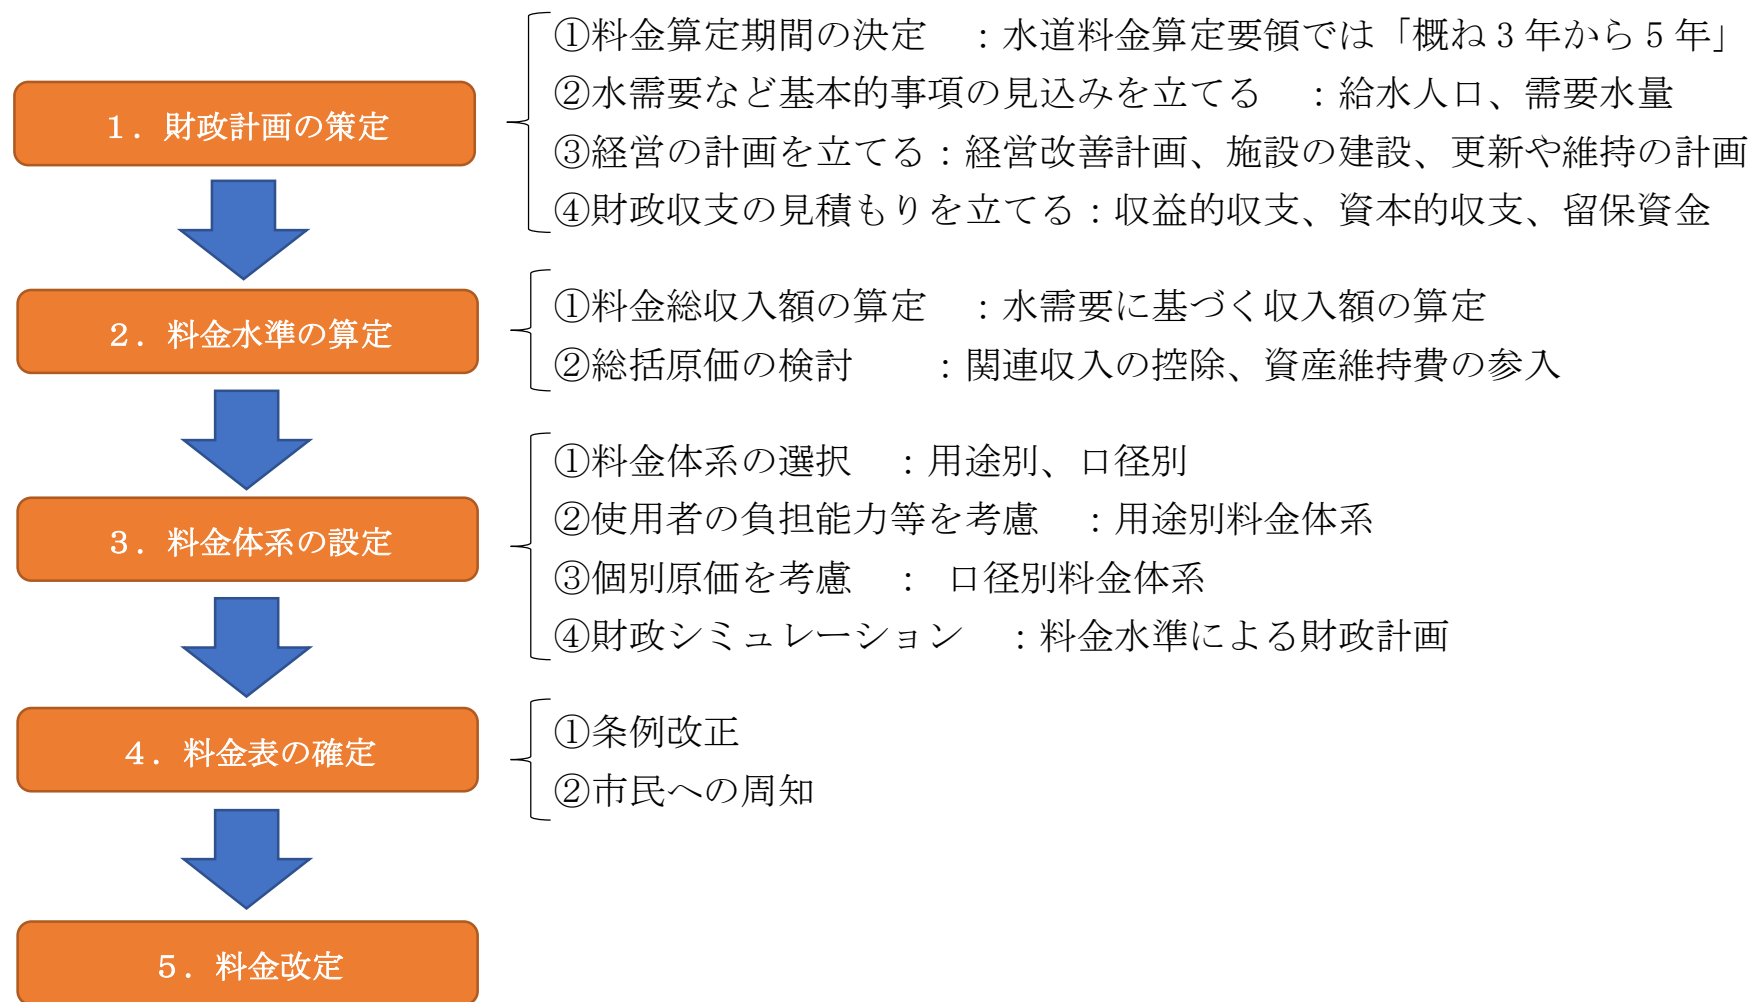 1. 財政計画の策定
①料金算定期間の決定 :水道料金算定要領では「概ね3年から5年」
②水需要など基本的事項の見込みを立てる :給水人口、需要水量
③経営の計画を立てる:経営改善計画、施設の建設、更新や維持の計画
④財政収支の見積もりを立てる:収益的収支、資本的収支、留保資金
2. 料金水準の算定
①料金総収入額の算定 :水需要に基づく収入額の算定
②総括原価の検討 :関連収入の控除、資産維持費の参入
3. 料金体系の設定
①料金体系の選択 :用途別、口径別
②使用者の負担能力等を考慮 :用途別料金体系
③個別原価を考慮 : 口径別料金体系
④財政シミュレーション :料金水準による財政計画
4. 料金表の確定
①条例改正
②市民への周知
5. 料金改定